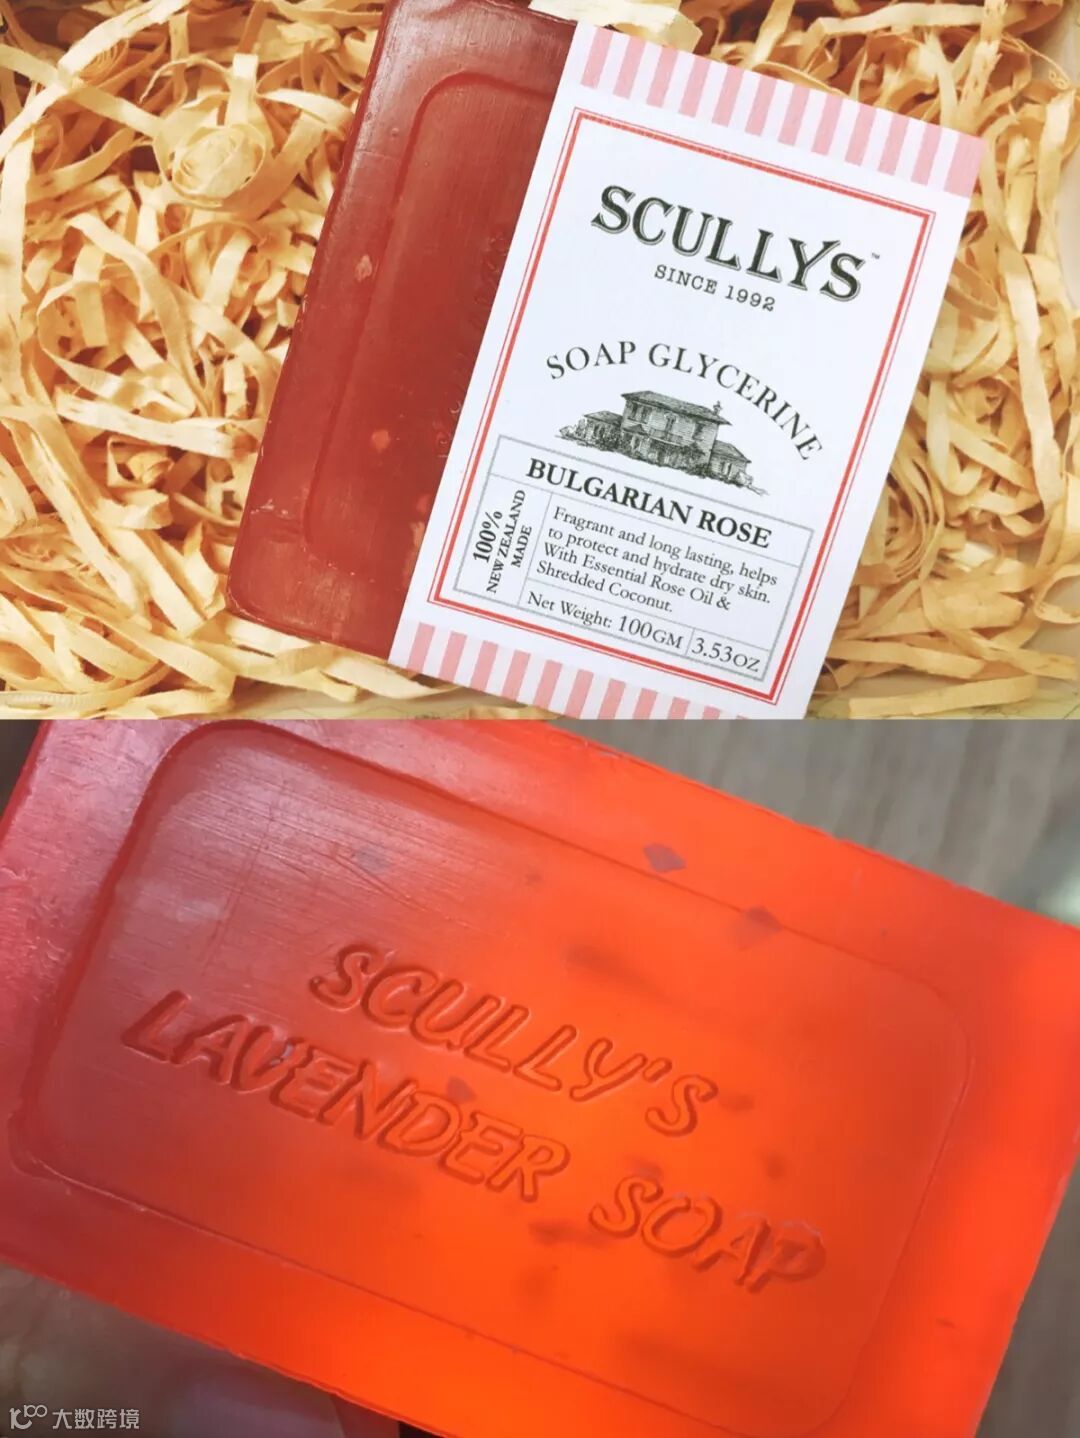 SCULLYS™
SINCE 1992
SOAP GLYCERINE
BULGARIAN ROSE
100%
NEW ZEALAND
MADE
Fragrant and long lasting, helps
to protect and hydrate dry skin.
With Essential Rose Oil &
Shredded Coconut.
Net Weight: 100GM 3.53OZ
SCULLY'S
LAVENDER SOAP
大数跨境